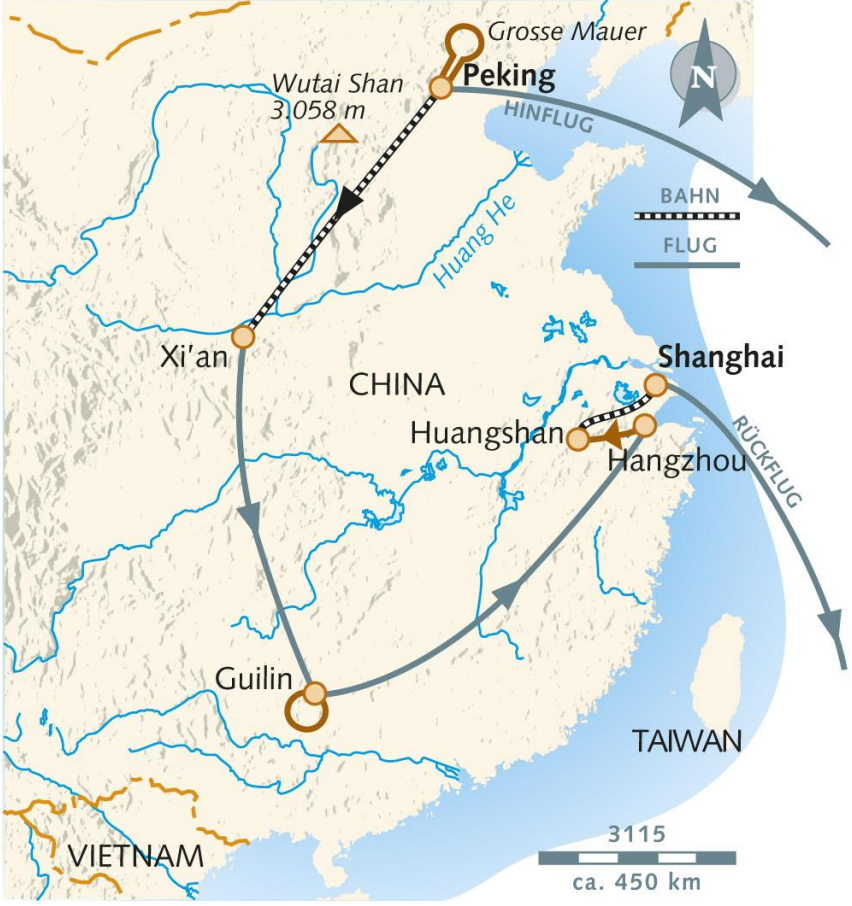 Grosse Mauer
Peking
Wutai Shan
3.058 m
N
HINFLUG
BAHN
FLUG
Huang He
Xi'an
CHINA
Shanghai
Huangshan
Hangzhou
RÜCKFLUG
Guilin
TAIWAN
VIETNAM
3115
ca. 450 km